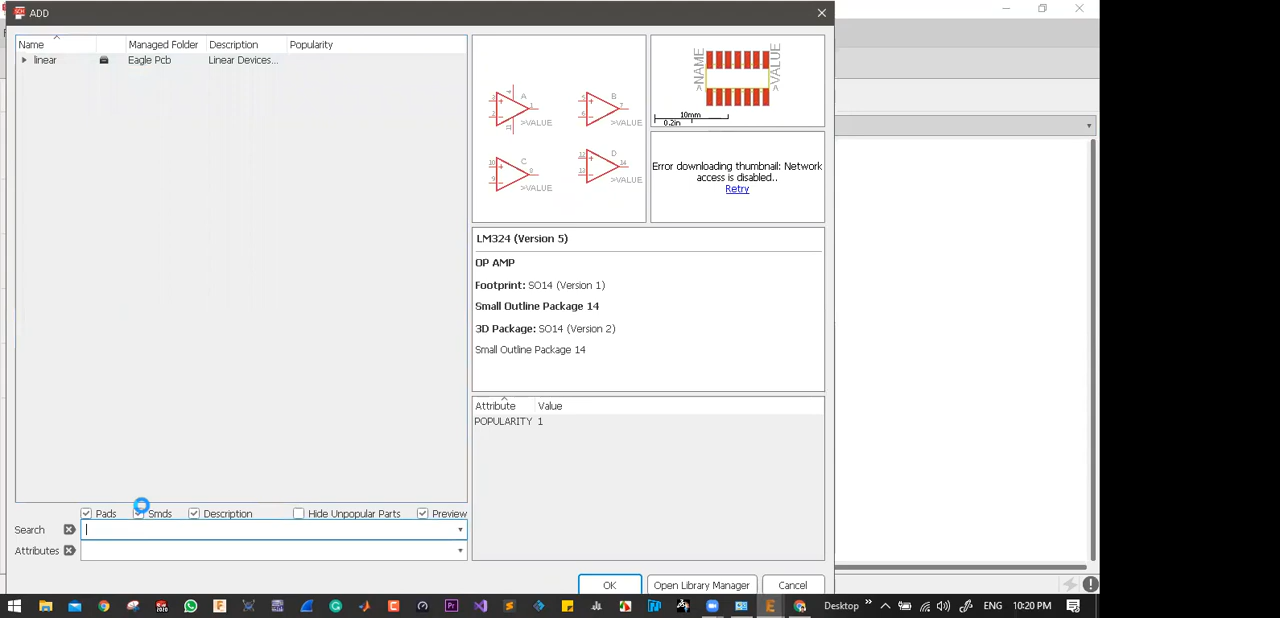 ADD
Name Managed Folder Description Popularity
linear Eagle Pcb Linear Devices...
A
B
>VALUE
>VALUE
C
D
>VALUE
>VALUE
>NAME
>VALUE
10mm
0.2in
Error downloading thumbnail: Network
access is disabled..
Retry
LM324 (Version 5)
OP AMP
Footprint: SO14 (Version 1)
Small Outline Package 14
3D Package: SO14 (Version 2)
Small Outline Package 14
Attribute Value
POPULARITY 1
Pads Smds Description Hide Unpopular Parts Preview
Search
Attributes
OK Open Library Manager Cancel
Desktop ENG 10:20 PM